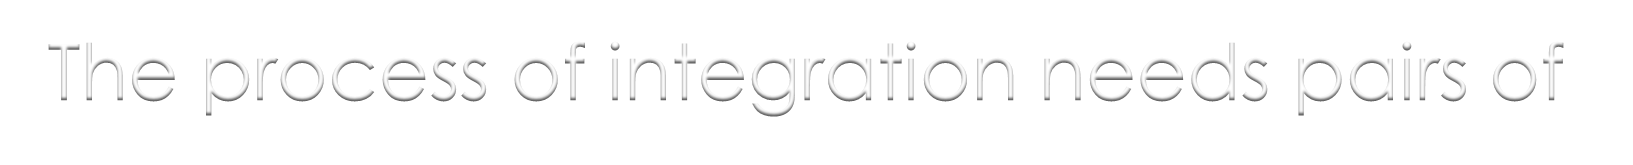 The process of integration needs pairs of